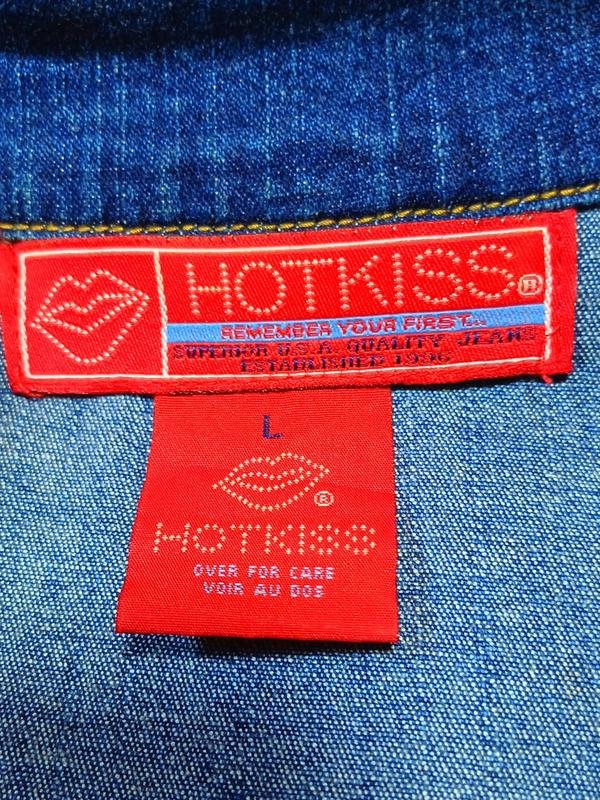 HOTKISS®
REMEMBER YOUR FIRST...
SUPERIOR U.S.A. QUALITY JEANS
ESTABLISHED 1996
L
®
HOTKISS
OVER FOR CARE
VOIR AU DOS